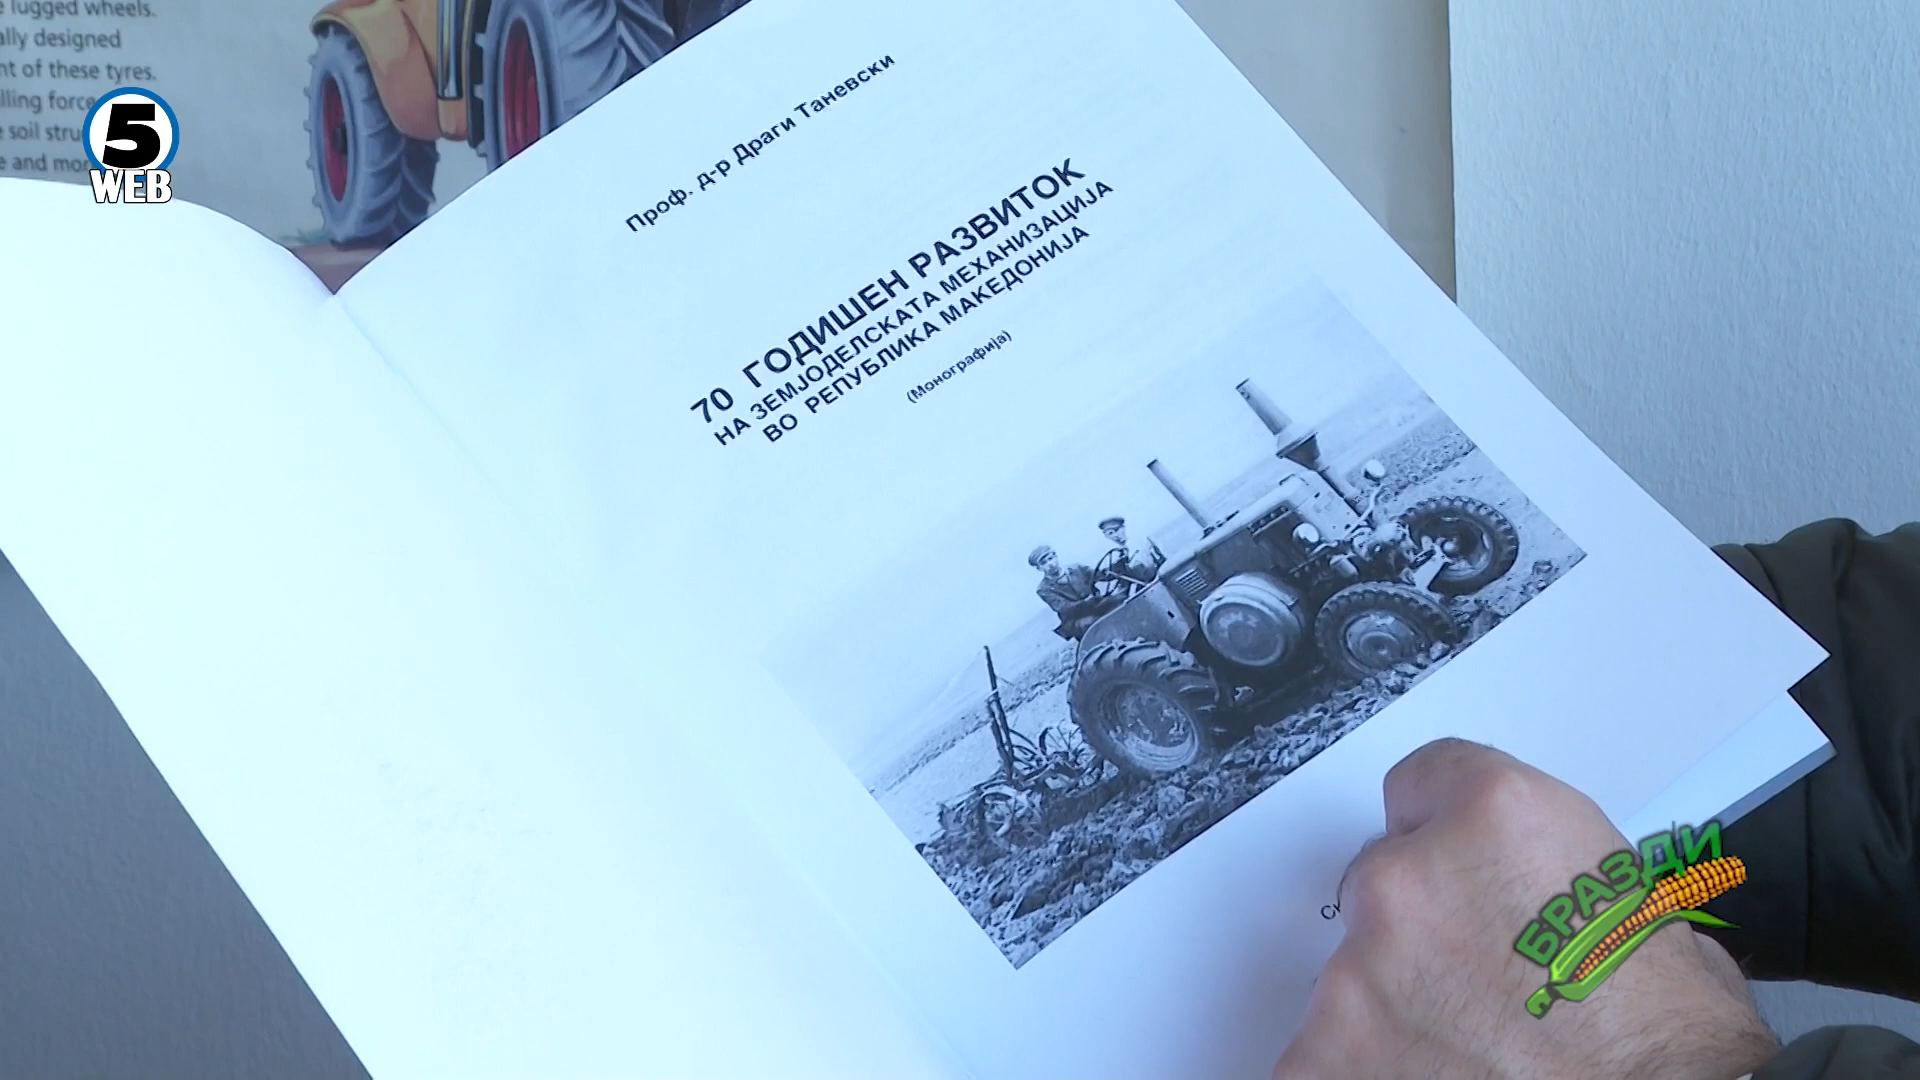 lugged wheels.
ally designed
nt of these tyres.
lling force
soil stru
and mor
5
WEB
Проф. д-р Драги Таневски
70 ГОДИШЕН РАЗВИТОК
НА ЗЕМЈОДЕЛСКАТА МЕХАНИЗАЦИЈА
ВО РЕПУБЛИКА МАКЕДОНИЈА
(Монографија)
БРАЗДИ